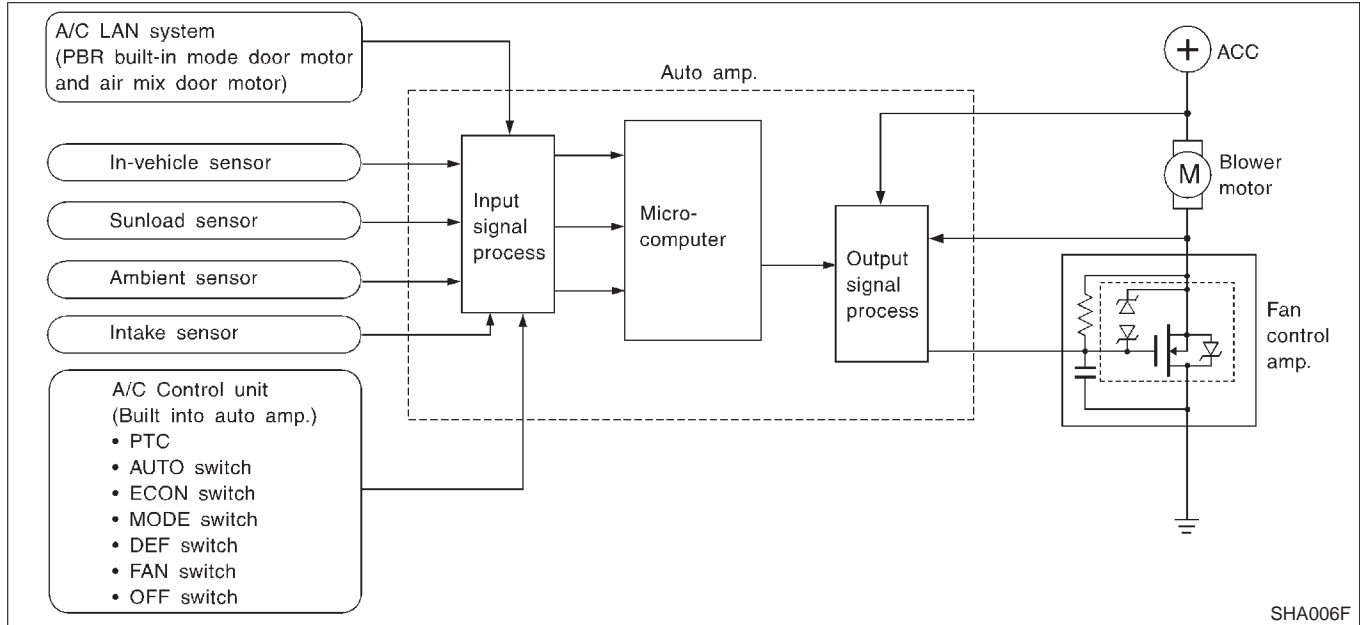 A/C LAN system
(PBR built-in mode door motor
and air mix door motor)
Auto amp.
ACC
In-vehicle sensor
Sunload sensor
Ambient sensor
Intake sensor
Input
signal
process
Micro-
computer
Output
signal
process
M
Blower
motor
Fan
control
amp.
A/C Control unit
(Built into auto amp.)
• PTC
• AUTO switch
• ECON switch
• MODE switch
• DEF switch
• FAN switch
• OFF switch
SHA006F